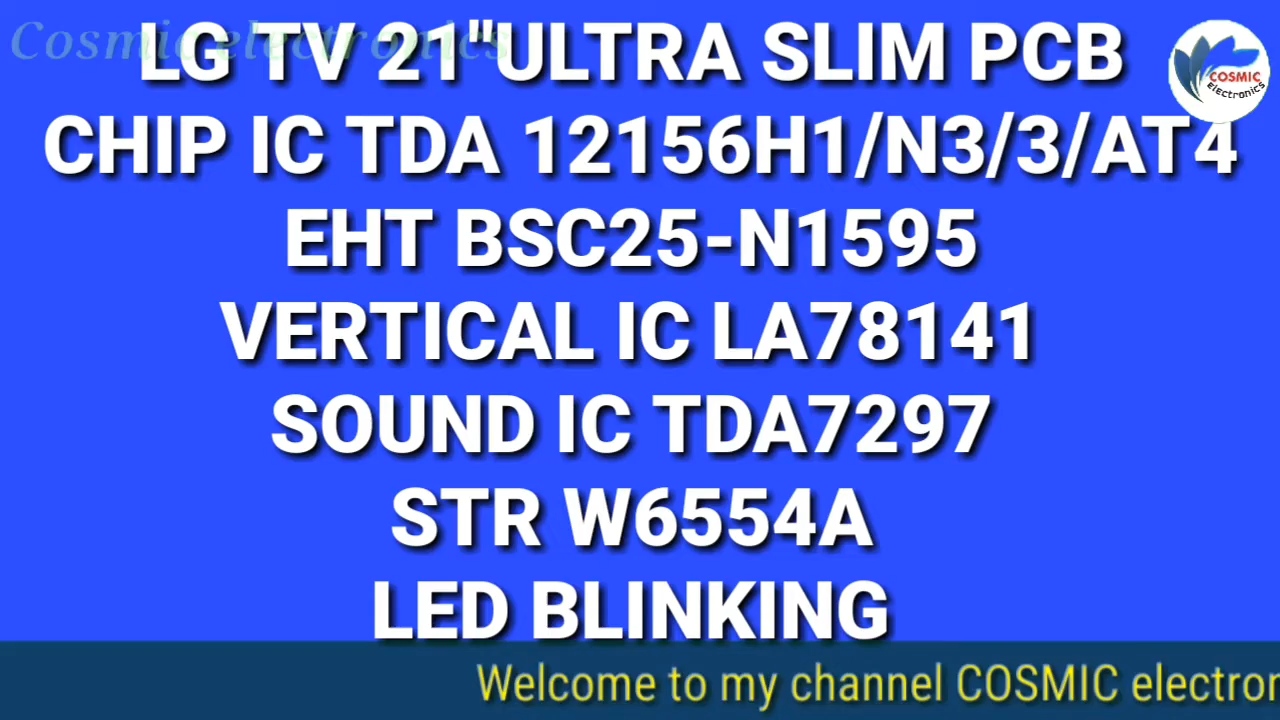 Cosmic electronics
LG TV 21"ULTRA SLIM PCB
COSMIC
electronics
CHIP IC TDA 12156H1/N3/3/AT4
EHT BSC25-N1595
VERTICAL IC LA78141
SOUND IC TDA7297
STR W6554A
LED BLINKING
Welcome to my channel COSMIC electron